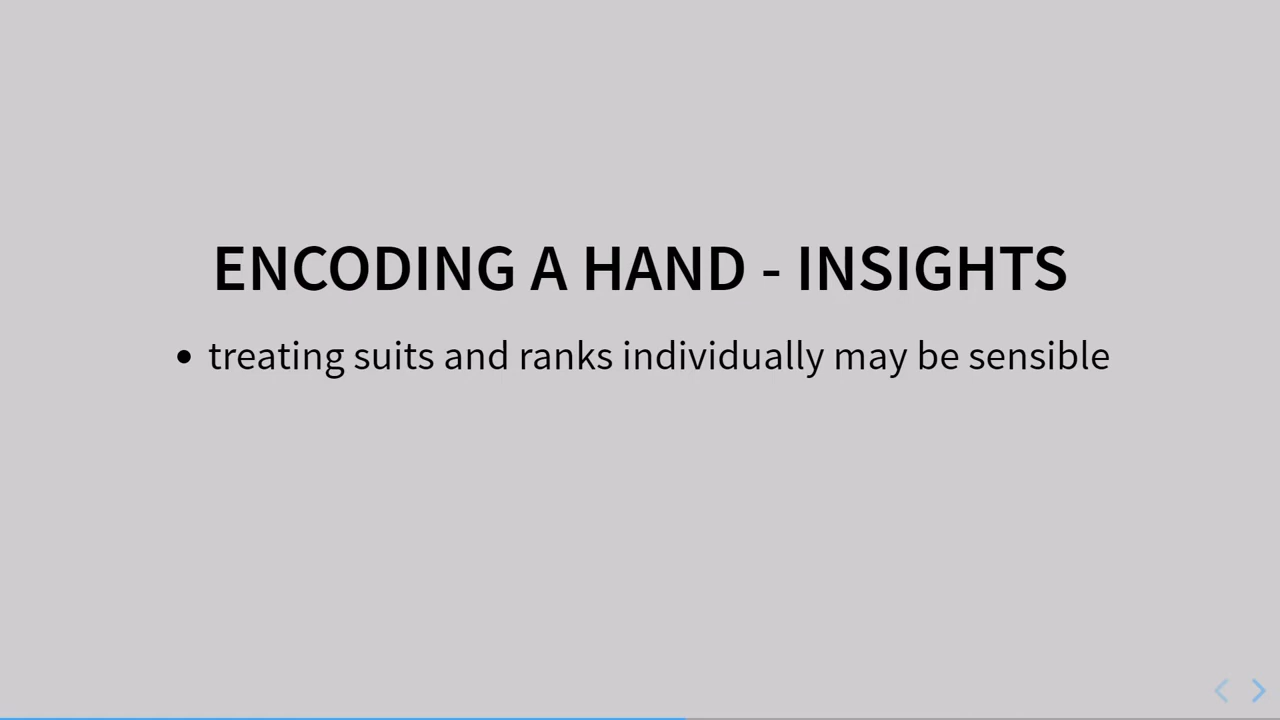 ENCODING A HAND - INSIGHTS
• treating suits and ranks individually may be sensible